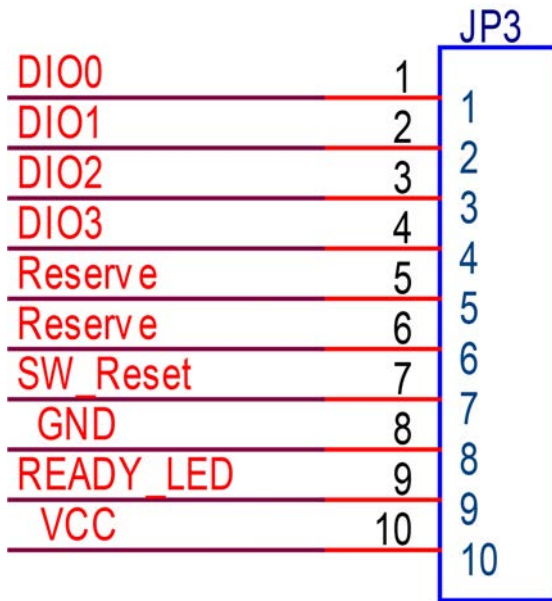 JP3
DIO0 1 1
DIO1 2 2
DIO2 3 3
DIO3 4 4
Reserve 5 5
Reserve 6 6
SW_Reset 7 7
GND 8 8
READY_LED 9 9
VCC 10 10